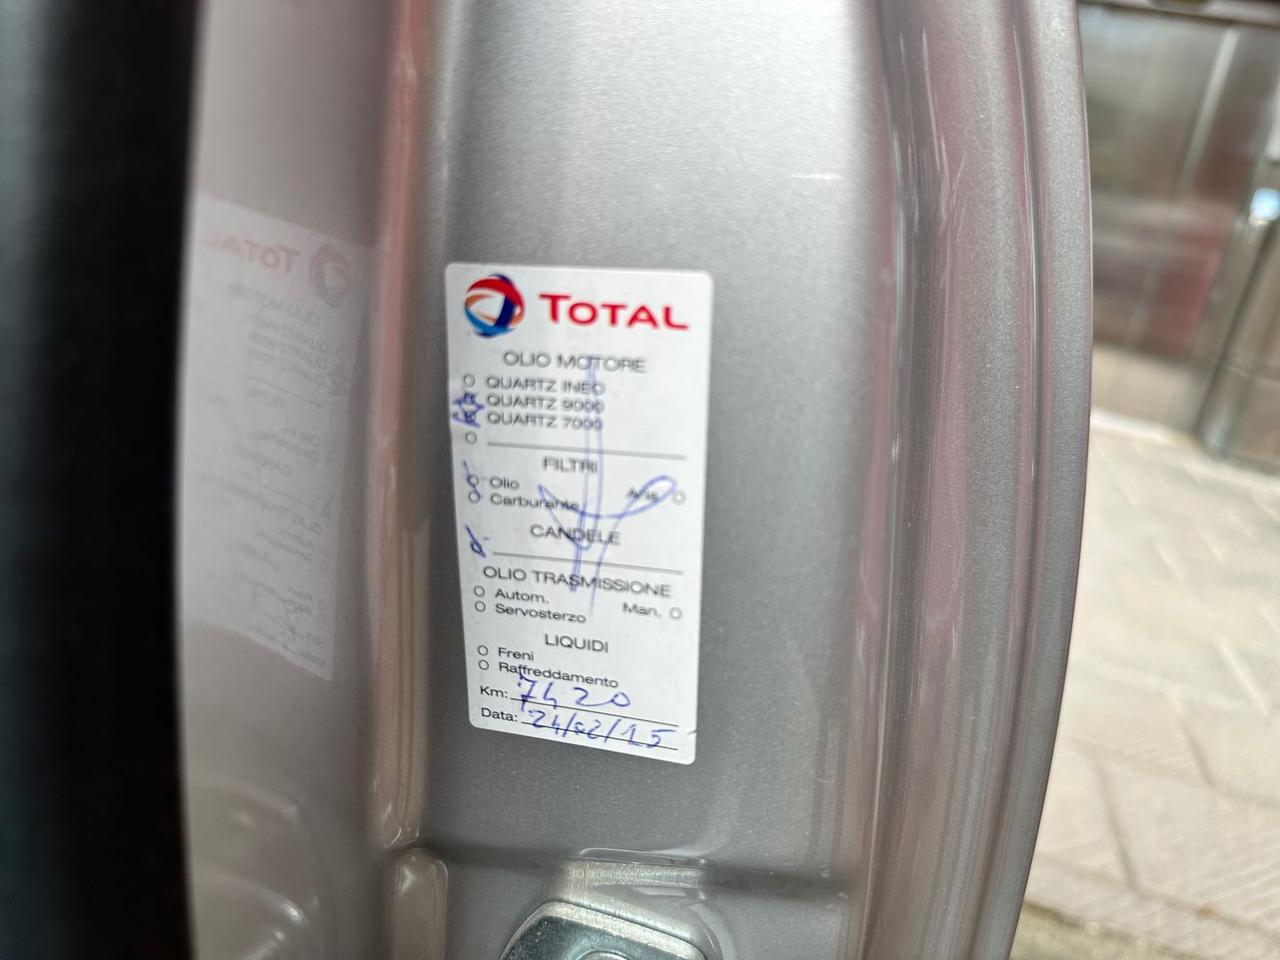 TOTAL
OLIO MOTORE
QUARTZ INEO
QUARTZ 9000
QUARTZ 7000
FILTRI
Olio Aria
Carburante
CANDELE
OLIO TRASMISSIONE
Autom. Man.
Servosterzo
LIQUIDI
Freni
Raffreddamento
Km: 7420
Data: 24/02/15